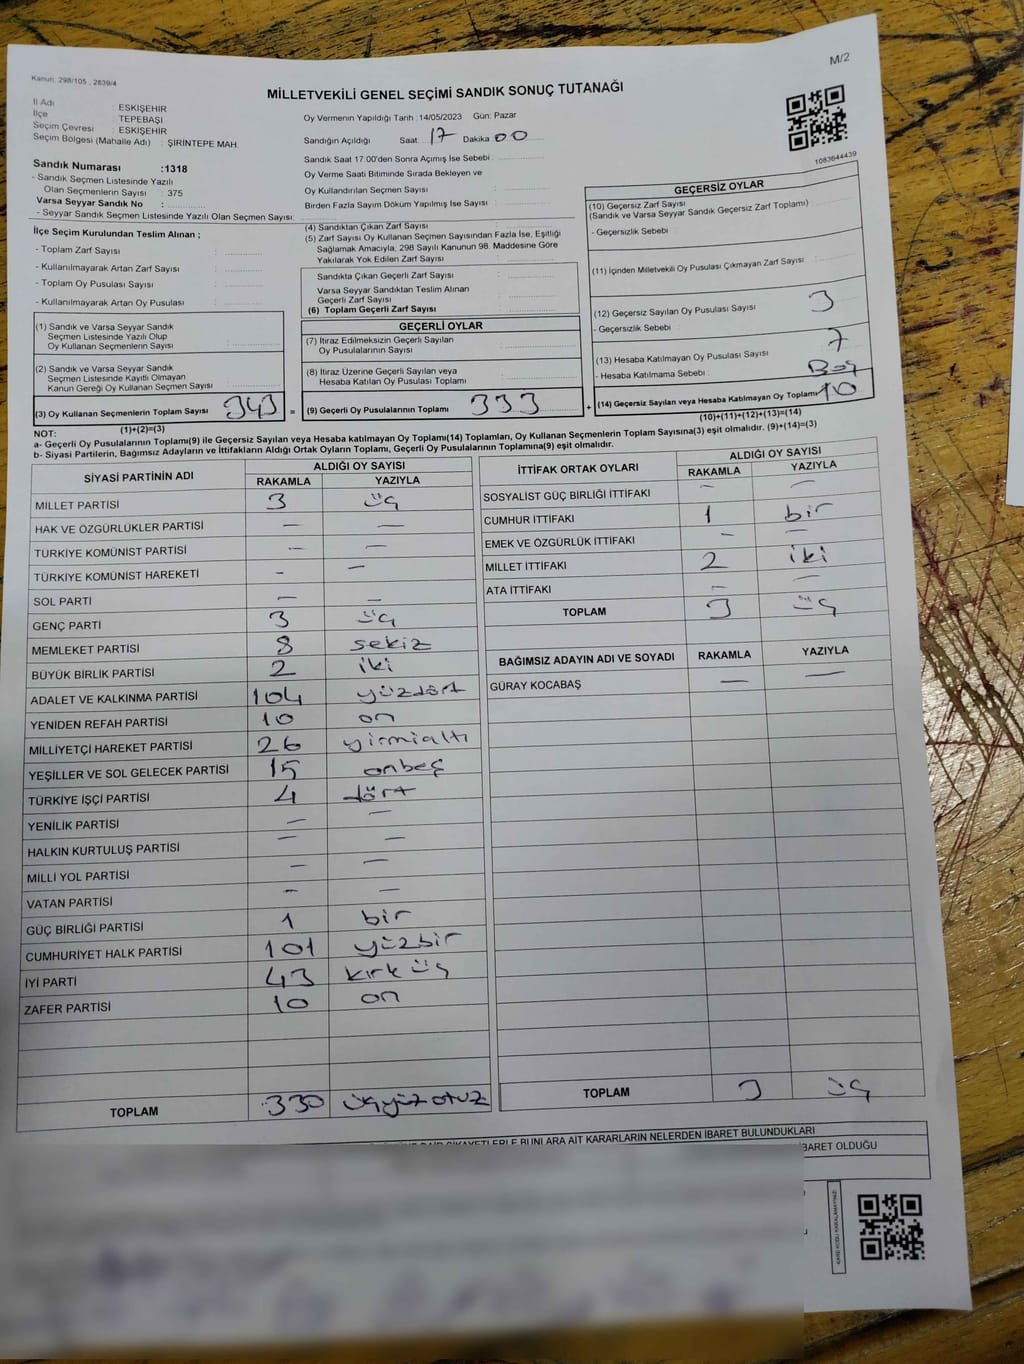 M/2
Kanun: 298/105 , 2839/4
MİLLETVEKİLİ GENEL SEÇİMİ SANDIK SONUÇ TUTANAĞI
İl Adı : ESKİŞEHİR
İlçe : TEPEBAŞI
Seçim Çevresi : ESKİŞEHİR
Seçim Bölgesi (Mahalle Adı) : ŞİRİNTEPE MAH.
Sandık Numarası :1318
- Sandık Seçmen Listesinde Yazılı
Olan Seçmenlerin Sayısı : 375
Varsa Seyyar Sandık No :
- Seyyar Sandık Seçmen Listesinde Yazılı Olan Seçmen Sayısı:
Oy Vermenin Yapıldığı Tarih :14/05/2023 Gün: Pazar
Sandığın Açıldığı Saat: 17 Dakika 00
Sandık Saat 17.00'den Sonra Açımış İse Sebebi :
Oy Verme Saati Bitiminde Sırada Bekleyen ve
Oy Kullandırılan Seçmen Sayısı :
Birden Fazla Sayım Döküm Yapılmış İse Sayısı :
1083644439
İlçe Seçim Kurulundan Teslim Alınan ;
- Toplam Zarf Sayısı :
- Kullanılmayarak Artan Zarf Sayısı :
- Toplam Oy Pusulası Sayısı :
- Kullanılmayarak Artan Oy Pusulası :
(1) Sandık ve Varsa Seyyar Sandık
Seçmen Listesinde Yazılı Olup
Oy Kullanan Seçmenlerin Sayısı :
(2) Sandık ve Varsa Seyyar Sandık
Seçmen Listesinde Kayıtlı Olmayan
Kanun Gereği Oy Kullanan Seçmen Sayısı :
(3) Oy Kullanan Seçmenlerin Toplam Sayısı 343 =
(1)+(2)=(3)
(4) Sandıktan Çıkan Zarf Sayısı :
(5) Zarf Sayısı Oy Kullanan Seçmen Sayısından Fazla İse, Eşitliği
Sağlamak Amacıyla, 298 Sayılı Kanunun 98. Maddesine Göre
Yakılarak Yok Edilen Zarf Sayısı :
Sandıkta Çıkan Geçerli Zarf Sayısı :
Varsa Seyyar Sandıktan Teslim Alınan
Geçerli Zarf Sayısı :
(6) Toplam Geçerli Zarf Sayısı :
GEÇERLİ OYLAR
(7) İtiraz Edilmeksizin Geçerli Sayılan
Oy Pusulalarının Sayısı :
(8) İtiraz Üzerine Geçerli Sayılan veya
Hesaba Katılan Oy Pusulası Toplamı :
(9) Geçerli Oy Pusulalarının Toplamı : 333 +
GEÇERSİZ OYLAR
(10) Geçersiz Zarf Sayısı
(Sandık ve Varsa Seyyar Sandık Geçersiz Zarf Toplamı) :
- Geçersizlik Sebebi :
(11) İçinden Milletvekili Oy Pusulası Çıkmayan Zarf Sayısı :
(12) Geçersiz Sayılan Oy Pusulası Sayısı : 3
- Geçersizlik Sebebi :
(13) Hesaba Katılmayan Oy Pusulası Sayısı : 7
- Hesaba Katılmama Sebebi : Boş
(14) Geçersiz Sayılan veya Hesaba Katılmayan Oy Toplamı 10
(10)+(11)+(12)+(13)=(14)
NOT:
a- Geçerli Oy Pusulalarının Toplamı(9) ile Geçersiz Sayılan veya Hesaba katılmayan Oy Toplamı(14) Toplamları, Oy Kullanan Seçmenlerin Toplam Sayısına(3) eşit olmalıdır. (9)+(14)=(3)
b- Siyasi Partilerin, Bağımsız Adayların ve İttifakların Aldığı Ortak Oyların Toplamı, Geçerli Oy Pusulalarının Toplamına(9) eşit olmalıdır.
SİYASİ PARTİNİN ADI ALDIĞI OY SAYISI
RAKAMLA YAZIYLA
MİLLET PARTİSİ 3 üç
HAK VE ÖZGÜRLÜKLER PARTİSİ — —
TÜRKİYE KOMÜNİST PARTİSİ — —
TÜRKİYE KOMÜNİST HAREKETİ — —
SOL PARTİ — —
GENÇ PARTİ 3 üç
MEMLEKET PARTİSİ 8 sekiz
BÜYÜK BİRLİK PARTİSİ 2 iki
ADALET VE KALKINMA PARTİSİ 104 yüzdört
YENİDEN REFAH PARTİSİ 10 on
MİLLİYETÇİ HAREKET PARTİSİ 26 yirmialtı
YEŞİLLER VE SOL GELECEK PARTİSİ 15 onbeş
TÜRKİYE İŞÇİ PARTİSİ 4 dört
YENİLİK PARTİSİ — —
HALKIN KURTULUŞ PARTİSİ — —
MİLLİ YOL PARTİSİ — —
VATAN PARTİSİ — —
GÜÇ BİRLİĞİ PARTİSİ 1 bir
CUMHURİYET HALK PARTİSİ 101 yüzbir
İYİ PARTİ 43 kırk üç
ZAFER PARTİSİ 10 on
TOPLAM 330 üçyüz otuz
İTTİFAK ORTAK OYLARI ALDIĞI OY SAYISI
RAKAMLA YAZIYLA
SOSYALİST GÜÇ BİRLİĞİ İTTİFAKI — —
CUMHUR İTTİFAKI 1 bir
EMEK VE ÖZGÜRLÜK İTTİFAKI — —
MİLLET İTTİFAKI 2 iki
ATA İTTİFAKI — —
TOPLAM 3 üç
BAĞIMSIZ ADAYIN ADI VE SOYADI RAKAMLA YAZIYLA
GÜRAY KOCABAŞ — —
TOPLAM 3 üç
ŞİKAYETLERLE BUNLARA AİT KARARLARIN NELERDEN İBARET BULUNDUKLARI
İBARET OLDUĞU